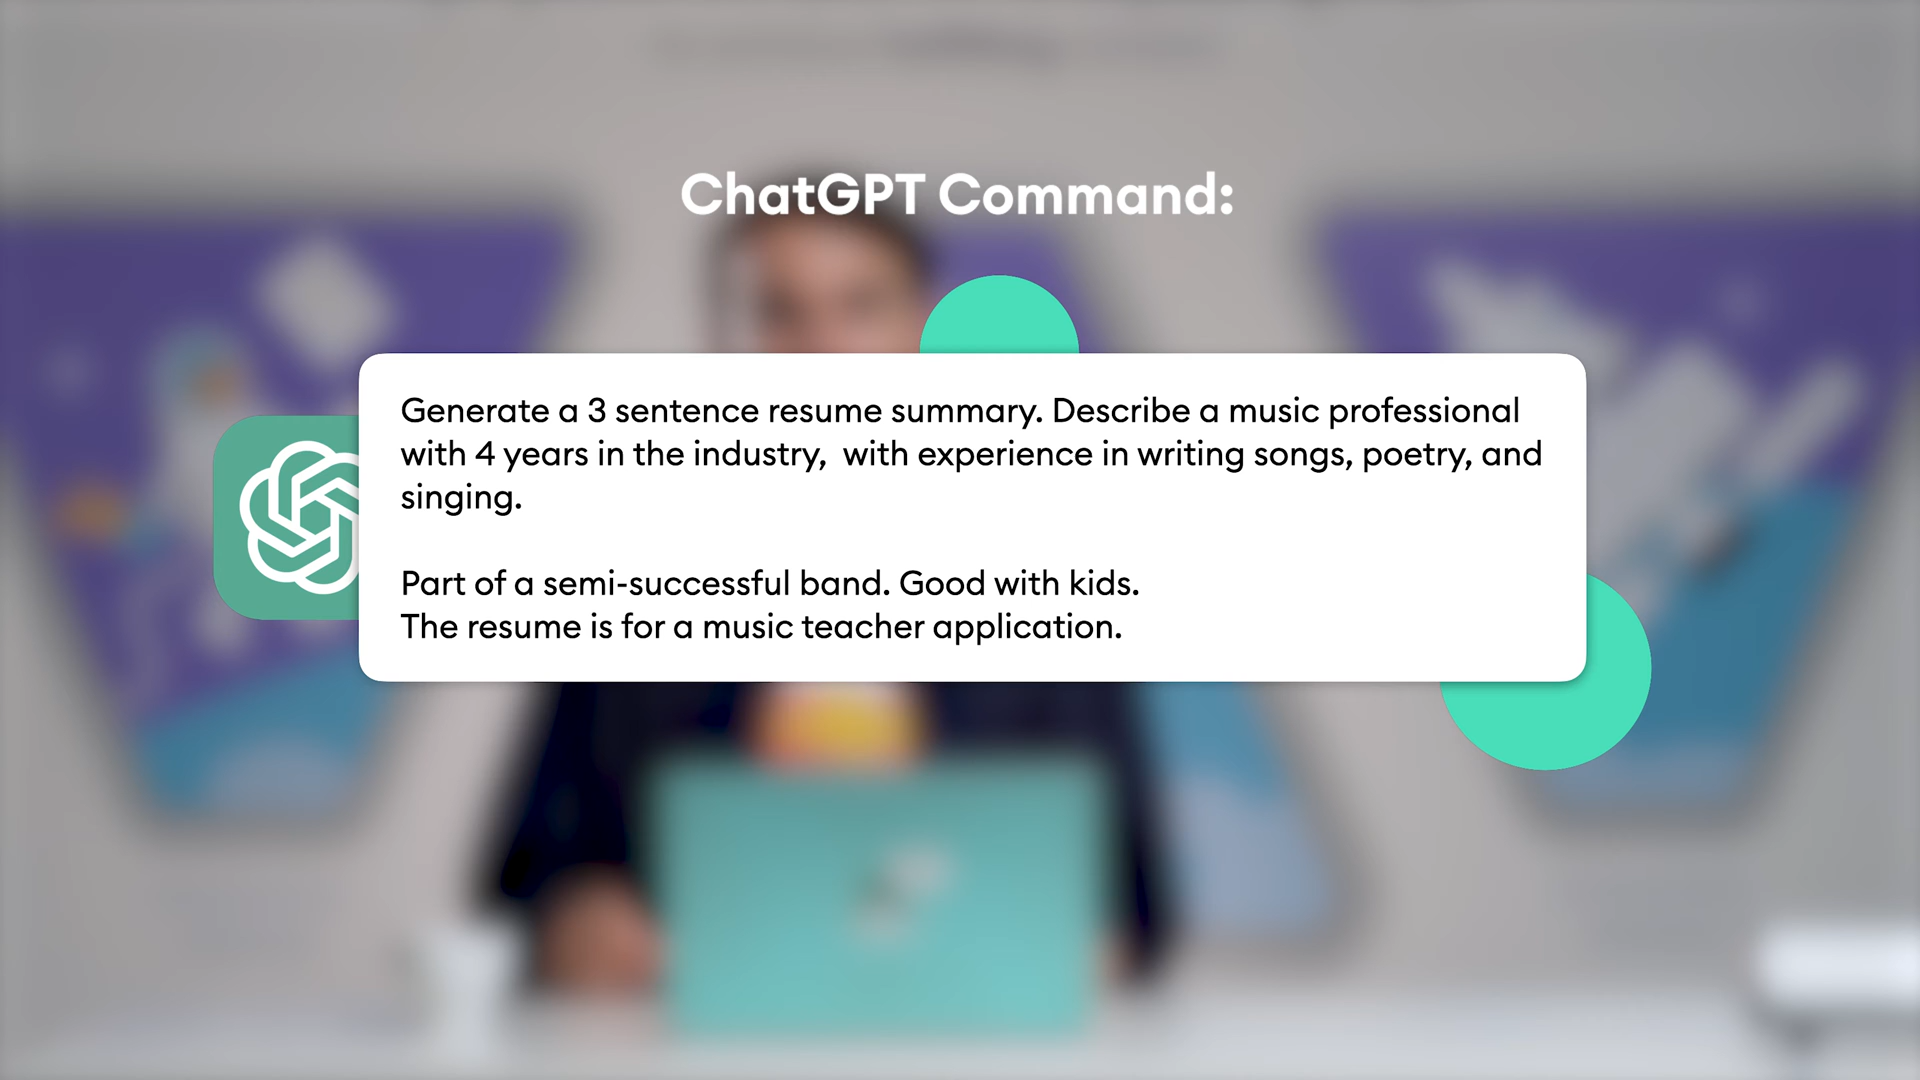 ChatGPT Command:
Generate a 3 sentence resume summary. Describe a music professional
with 4 years in the industry,  with experience in writing songs, poetry, and
singing.
Part of a semi-successful band. Good with kids.
The resume is for a music teacher application.